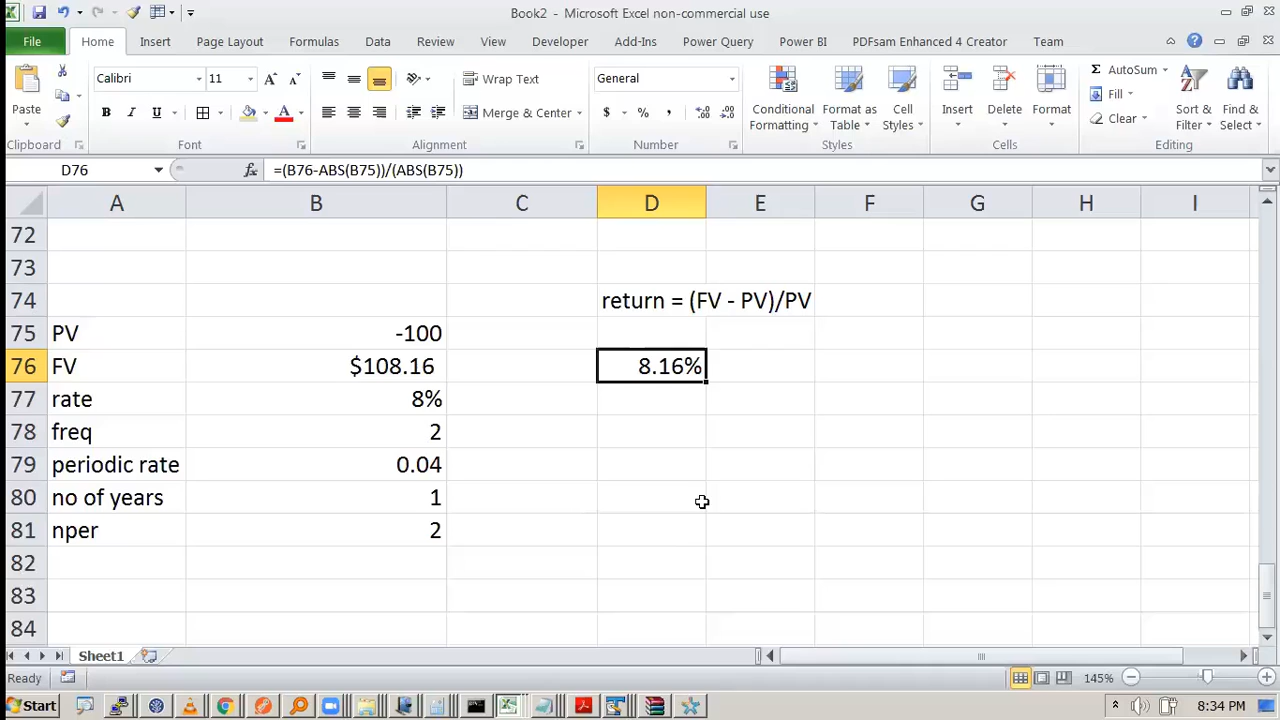 Book2 - Microsoft Excel non-commercial use
File Home Insert Page Layout Formulas Data Review View Developer Add-Ins Power Query Power BI PDFsam Enhanced 4 Creator Team
Paste
Calibri 11
B I U A
Wrap Text
Merge & Center
General
$ % ,
Conditional Formatting
Format as Table
Cell Styles
Insert
Delete
Format
AutoSum
Fill
Clear
Sort & Filter
Find & Select
Clipboard Font Alignment Number Styles Cells Editing
D76 fx =(B76-ABS(B75))/(ABS(B75))
A B C D E F G H I
72
73
74 return = (FV - PV)/PV
75 PV -100
76 FV $108.16 8.16%
77 rate 8%
78 freq 2
79 periodic rate 0.04
80 no of years 1
81 nper 2
82
83
84
Sheet1
Ready 145%
Start 8:34 PM